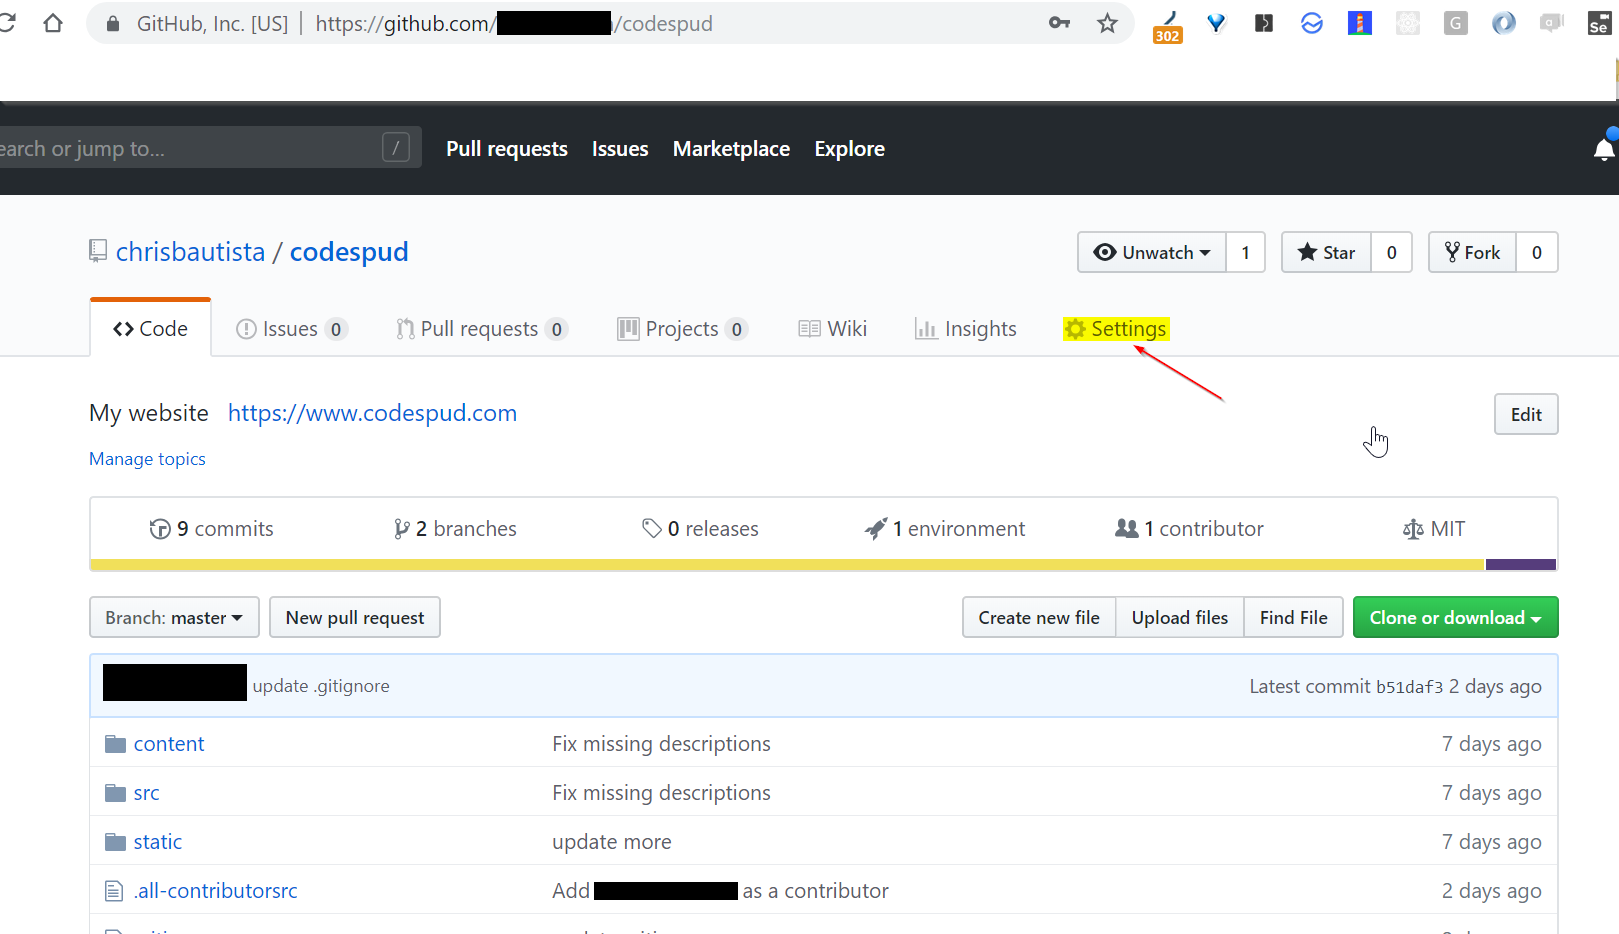 GitHub, Inc. [US] | https://github.com/ /codespud
302
G
a
Se
earch or jump to... /
Pull requests Issues Marketplace Explore
chrisbautista / codespud
Unwatch 1 Star 0 Fork 0
Code Issues 0 Pull requests 0 Projects 0 Wiki Insights Settings
My website https://www.codespud.com
Edit
Manage topics
9 commits 2 branches 0 releases 1 environment 1 contributor MIT
Branch: master New pull request Create new file Upload files Find File Clone or download
update .gitignore Latest commit b51daf3 2 days ago
content Fix missing descriptions 7 days ago
src Fix missing descriptions 7 days ago
static update more 7 days ago
.all-contributorsrc Add as a contributor 2 days ago